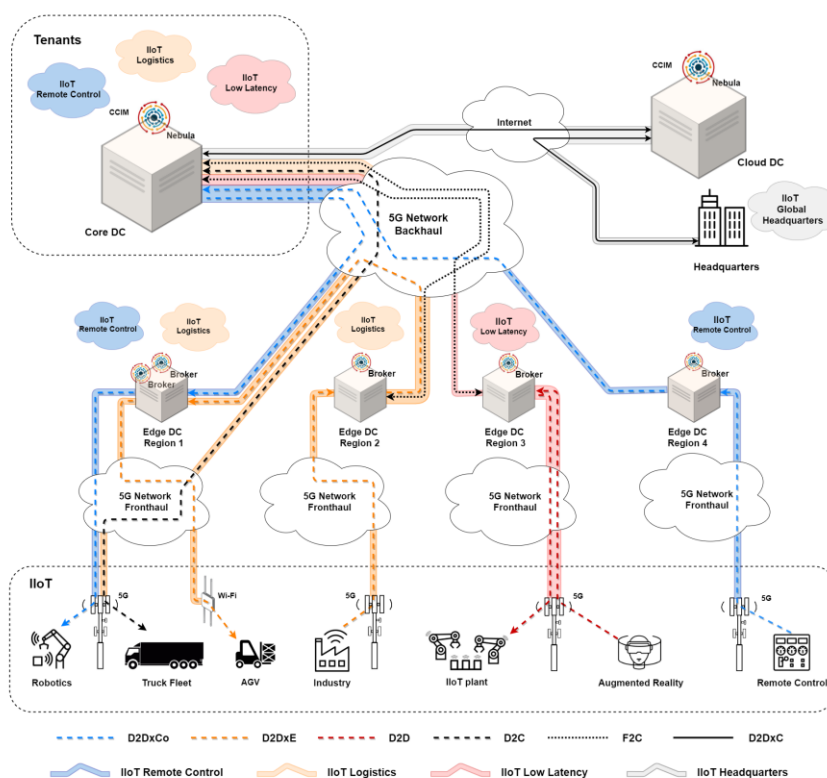 Tenants
IIoT
Logistics
IIoT
Remote Control
IIoT
Low Latency
CCIM
Nebula
Core DC
Internet
CCIM
Nebula
Cloud DC
IIoT
Global
Headquarters
Headquarters
5G Network
Backhaul
IIoT
Remote Control
IIoT
Logistics
IIoT
Logistics
IIoT
Low Latency
IIoT
Remote Control
Broker
Broker
Edge DC
Region 1
Broker
Edge DC
Region 2
Broker
Edge DC
Region 3
Broker
Edge DC
Region 4
5G Network
Fronthaul
5G Network
Fronthaul
5G Network
Fronthaul
5G Network
Fronthaul
IIoT
5G
Wi-Fi
5G
5G
5G
Robotics
Truck Fleet
AGV
Industry
IIoT plant
Augmented Reality
Remote Control
D2DxCo
D2DxE
D2D
D2C
F2C
D2DxC
IIoT Remote Control
IIoT Logistics
IIoT Low Latency
IIoT Headquarters